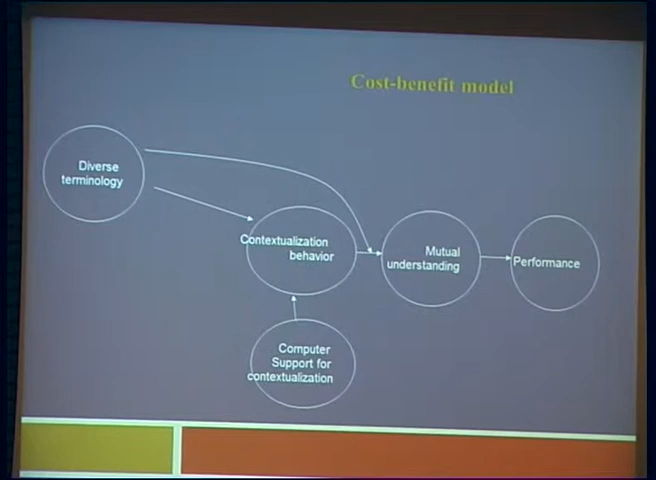 Cost-benefit model
Diverse
terminology
Contextualization
behavior
Mutual
understanding
Performance
Computer
Support for
contextualization